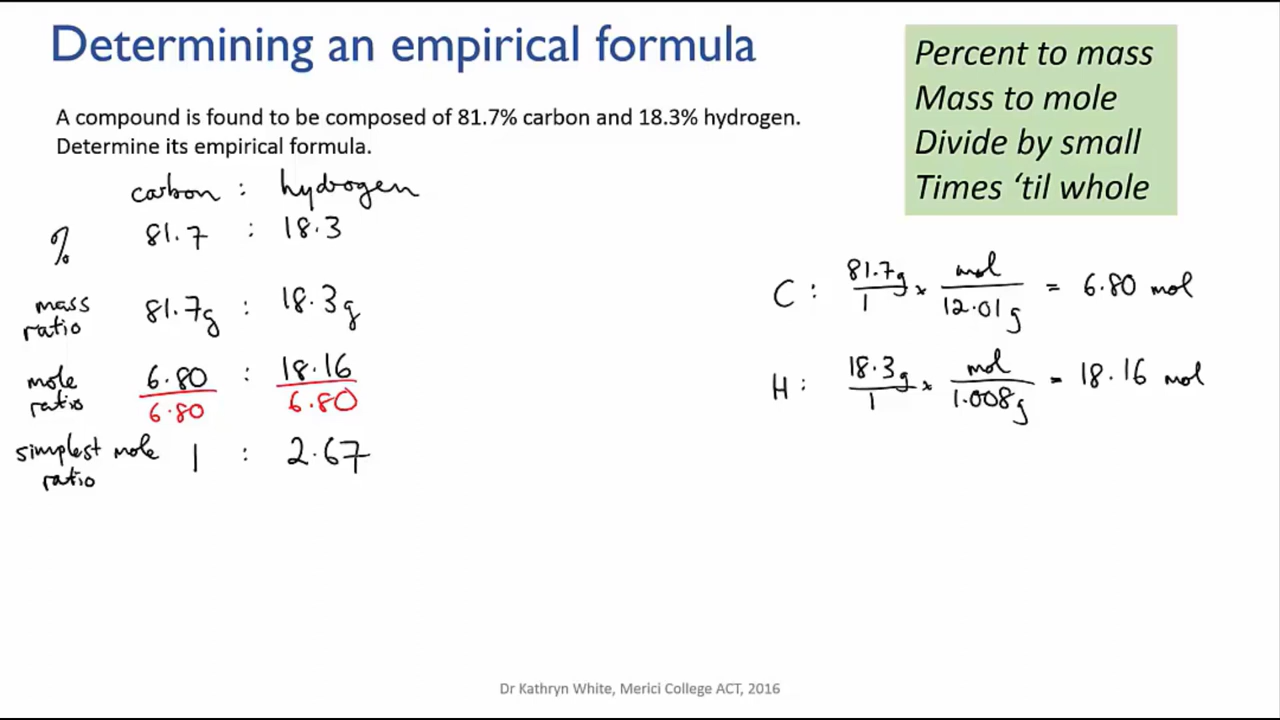 Determining an empirical formula
Percent to mass
Mass to mole
Divide by small
Times ‘til whole
A compound is found to be composed of 81.7% carbon and 18.3% hydrogen.
Determine its empirical formula.
carbon : hydrogen
% 81.7 : 18.3
mass ratio 81.7g : 18.3g
mole ratio 6.80/6.80 : 18.16/6.80
simplest mole ratio 1 : 2.67
C: 81.7g/1 × mol/12.01g = 6.80 mol
H: 18.3g/1 × mol/1.008g = 18.16 mol
Dr Kathryn White, Merici College ACT, 2016